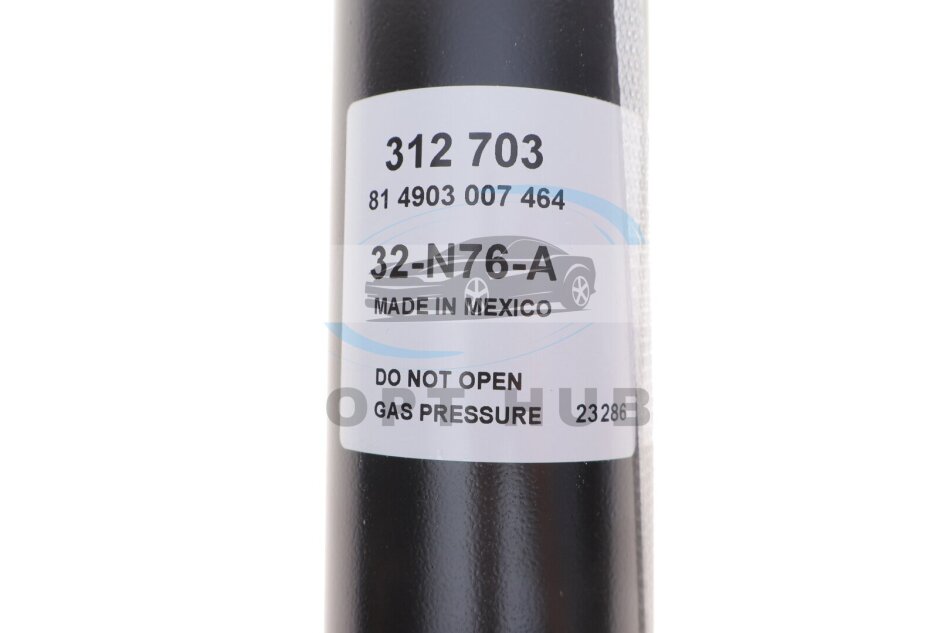 312 703
81 4903 007 464
32-N76-A
MADE IN MEXICO
DO NOT OPEN
OPT HUB
GAS PRESSURE 23286